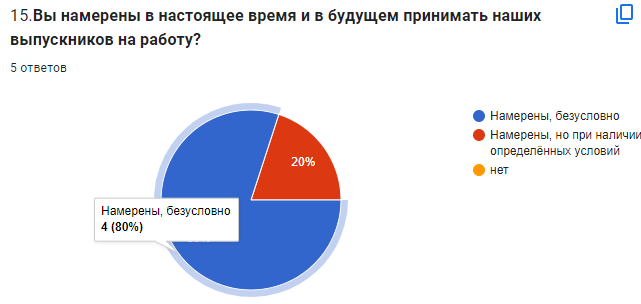 15.Вы намерены в настоящее время и в будущем принимать наших
выпускников на работу?
5 ответов
Намерены, безусловно
Намерены, но при наличии
определённых условий
нет
20%
Намерены, безусловно
4 (80%)